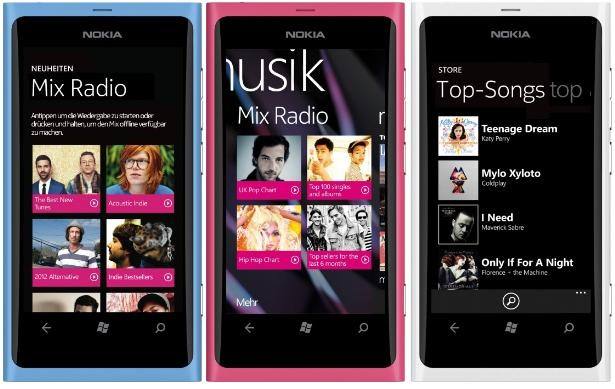 NOKIA
NEUHEITEN
Mix Radio
Antippen um die Wiedergabe zu starten oder
drücken und halten, um den Mix offline verfügbar
zu machen.
The Best New
Tunes
Acoustic Indie
2012 Alternative
Indie Bestsellers
NOKIA
musik
Mix Radio
UK Pop Chart
Top 100 singles
and albums
Hip Hop Chart
Top sellers for the
last 6 months
Mehr
NOKIA
STORE
Top-Songs top
Teenage Dream
Katy Perry
Mylo Xyloto
Coldplay
I Need
Maverick Sabre
Only If For A Night
Florence + the Machine